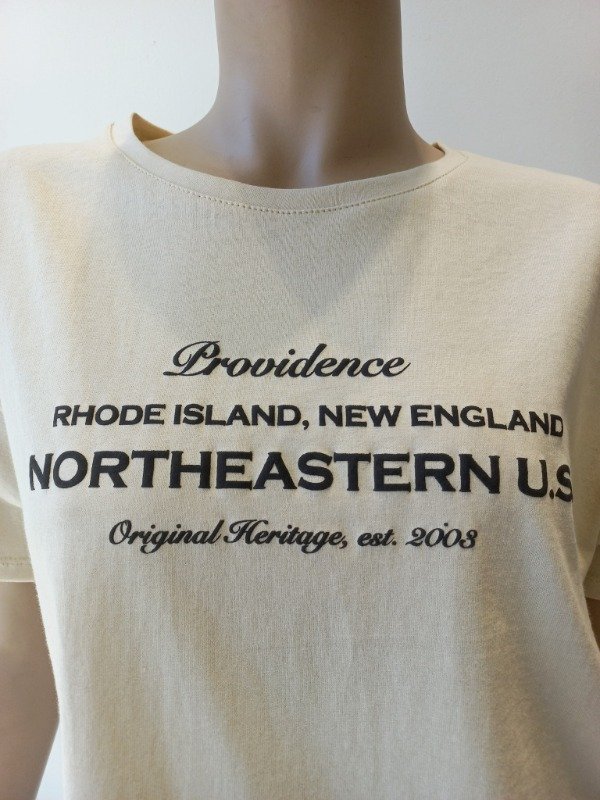 Providence
RHODE ISLAND, NEW ENGLAND
NORTHEASTERN U.S
Original Heritage, est. 2003